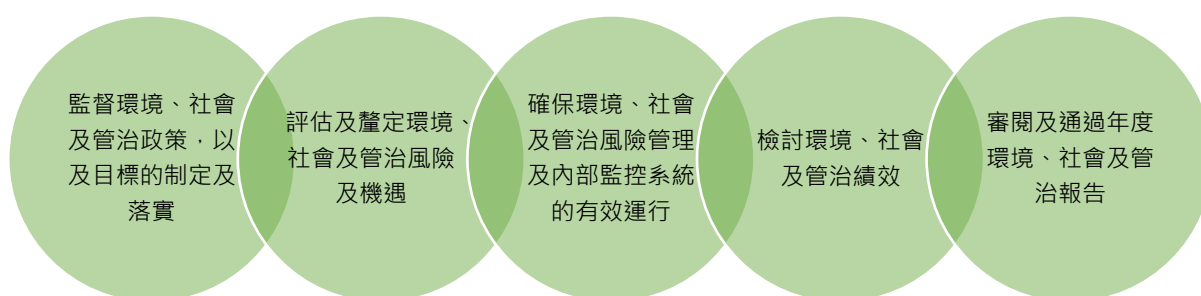 監督環境、社會
及管治政策，以
及目標的制定及
落實
評估及釐定環境、
社會及管治風險
及機遇
確保環境、社會
及管治風險管理
及內部監控系統
的有效運行
檢討環境、社會
及管治績效
審閱及通過年度
環境、社會及管
治報告